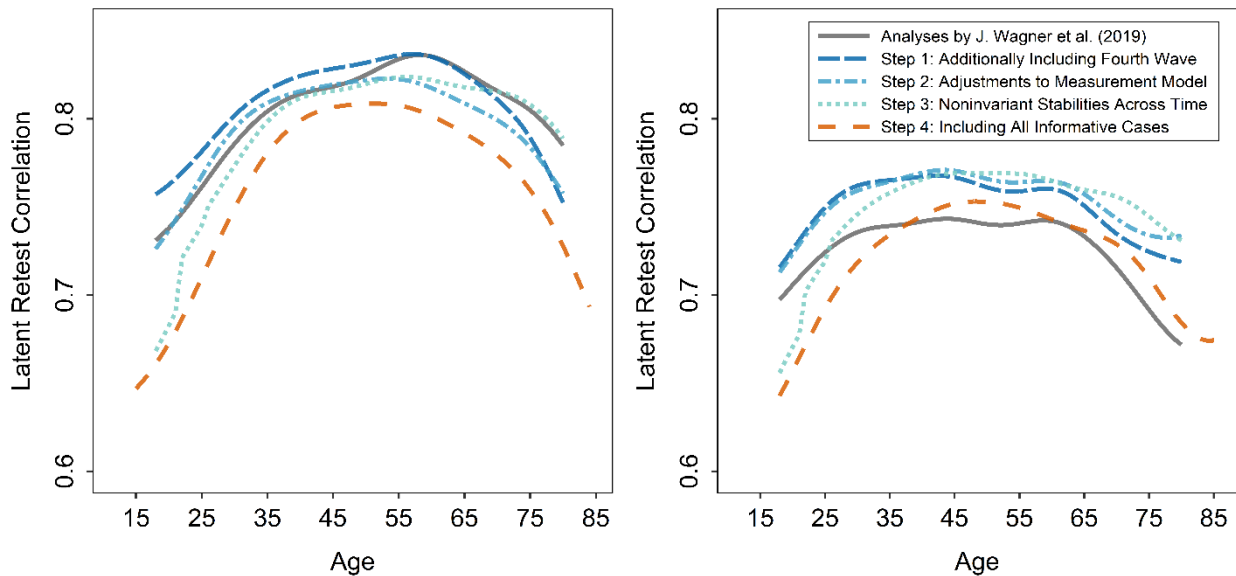 Latent Retest Correlation
0.8
0.7
0.6
15 25 35 45 55 65 75 85
Age
Analyses by J. Wagner et al. (2019)
Step 1: Additionally Including Fourth Wave
Step 2: Adjustments to Measurement Model
Step 3: Noninvariant Stabilities Across Time
Step 4: Including All Informative Cases
Latent Retest Correlation
0.8
0.7
0.6
15 25 35 45 55 65 75 85
Age